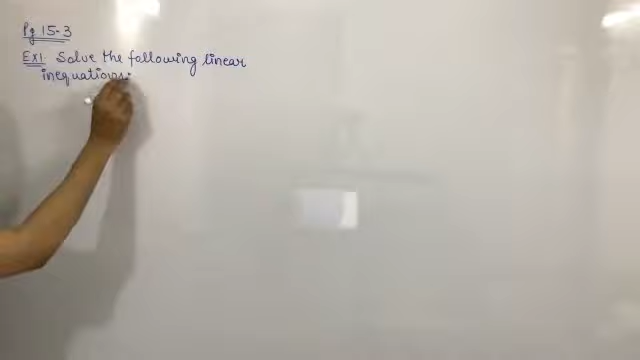 Pg 15.3
Ex1. Solve the following linear
inequations: